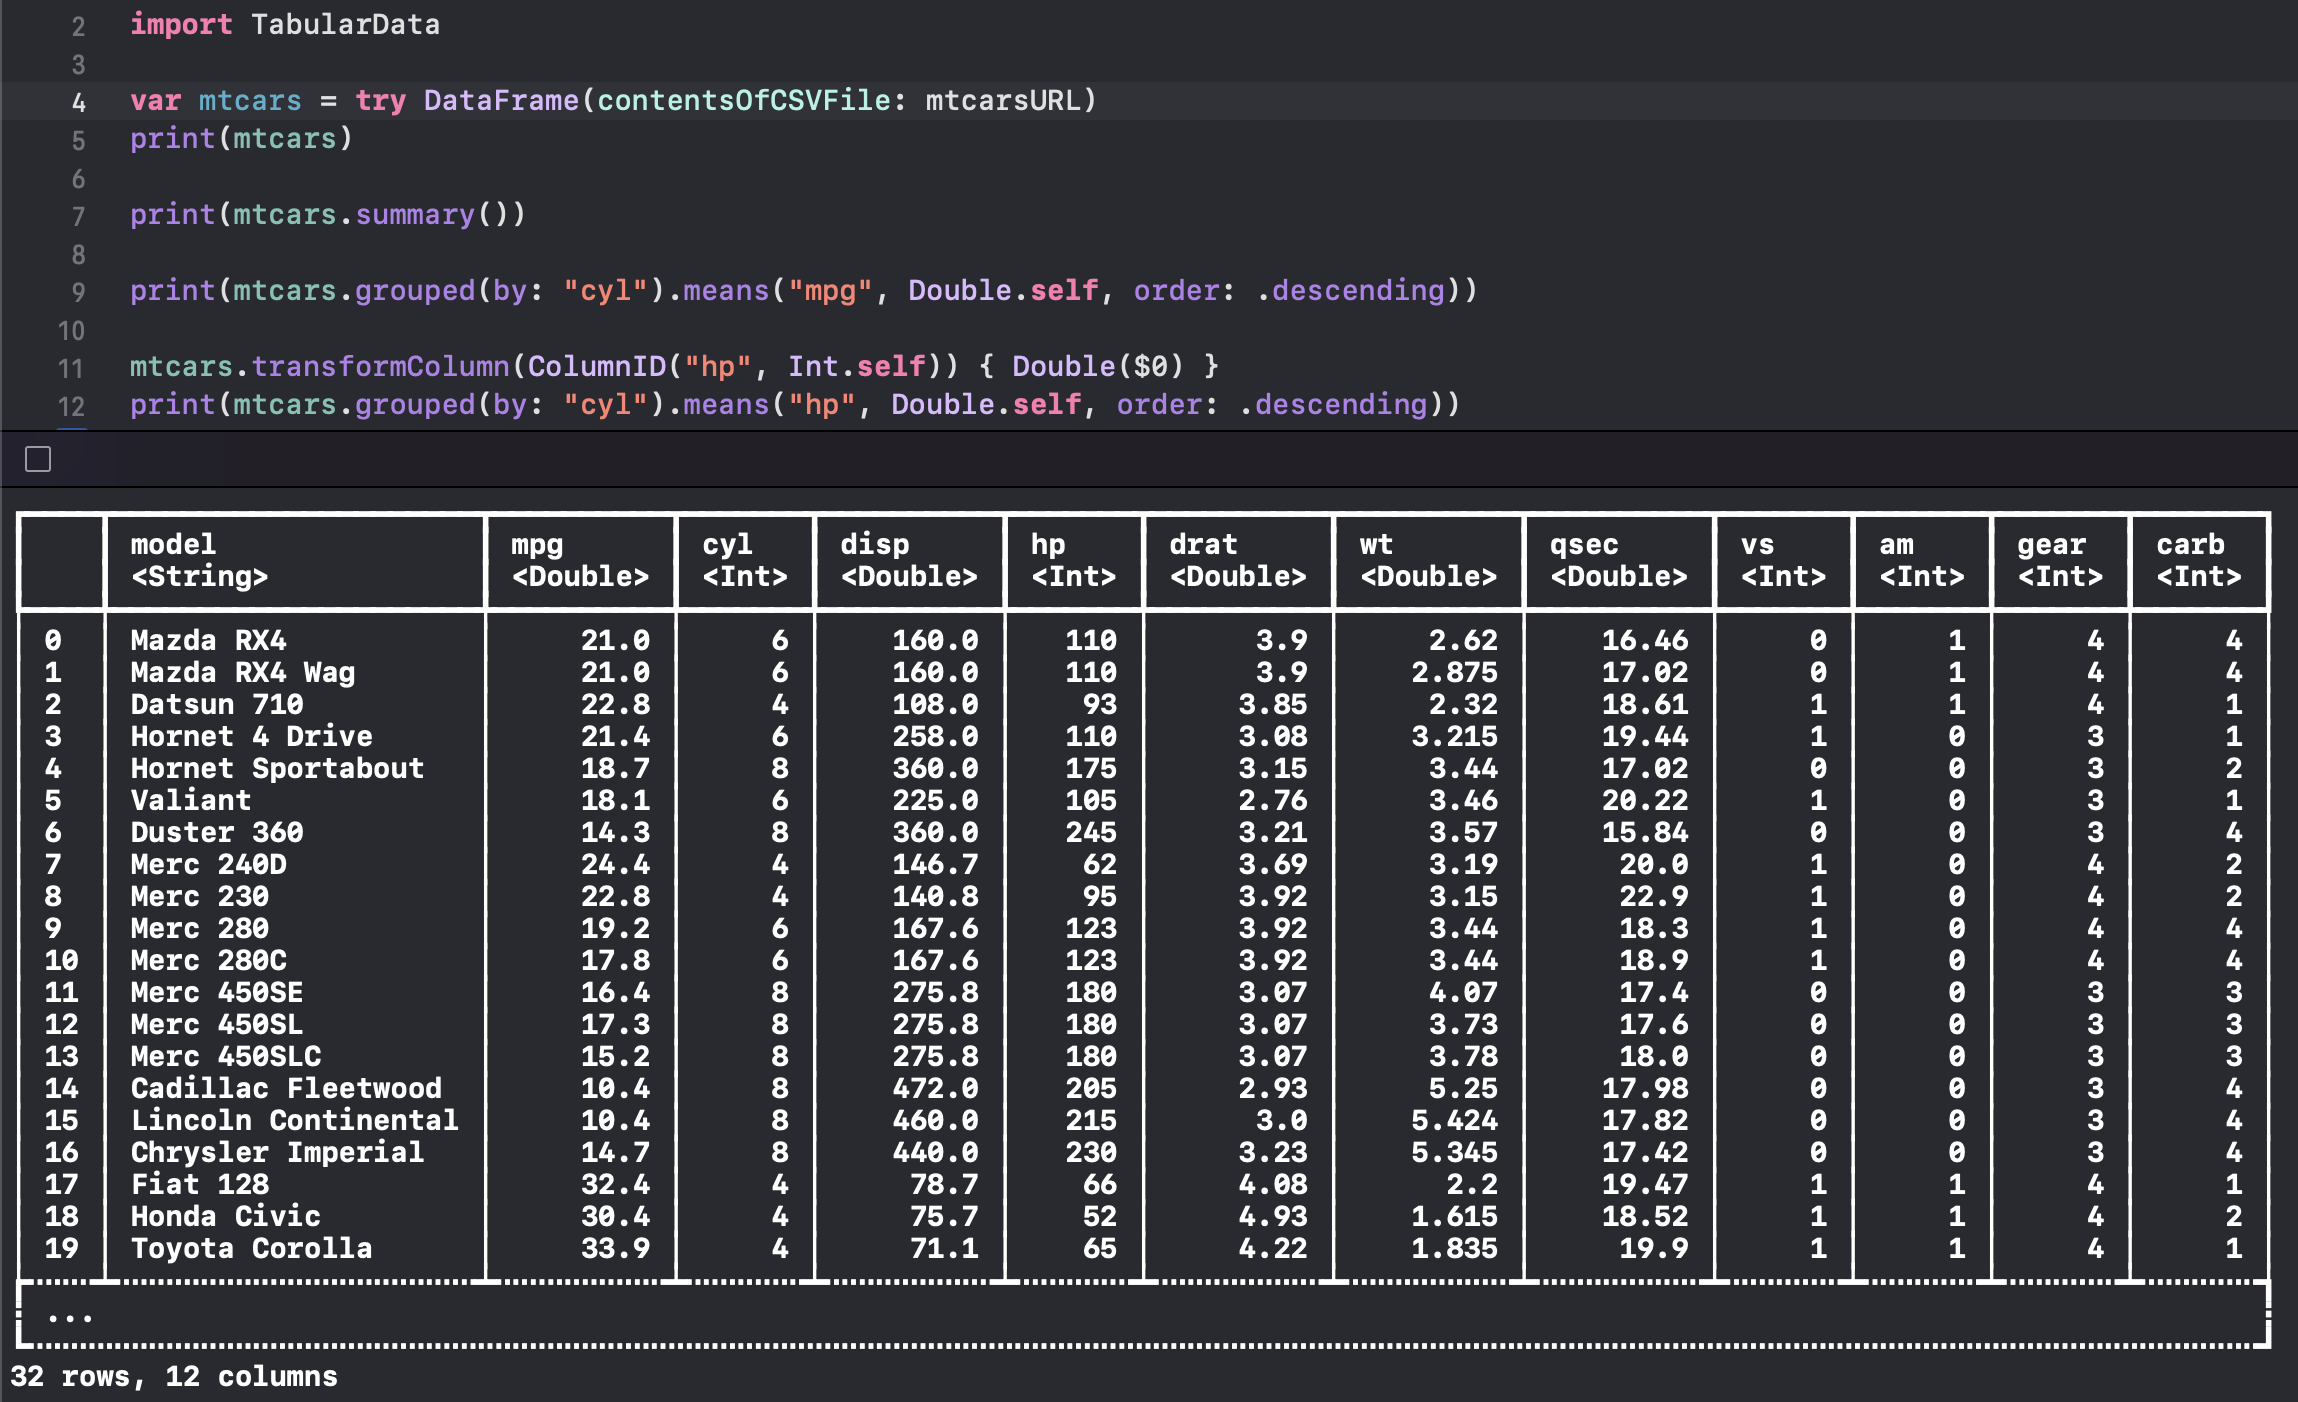 2 import TabularData
3
4 var mtcars = try DataFrame(contentsOfCSVFile: mtcarsURL)
5 print(mtcars)
6
7 print(mtcars.summary())
8
9 print(mtcars.grouped(by: "cyl").means("mpg", Double.self, order: .descending))
10
11 mtcars.transformColumn(ColumnID("hp", Int.self)) { Double($0) }
12 print(mtcars.grouped(by: "cyl").means("hp", Double.self, order: .descending))
model mpg cyl disp hp drat wt qsec vs am gear carb
<String> <Double> <Int> <Double> <Int> <Double> <Double> <Double> <Int> <Int> <Int> <Int>
0 Mazda RX4 21.0 6 160.0 110 3.9 2.62 16.46 0 1 4 4
1 Mazda RX4 Wag 21.0 6 160.0 110 3.9 2.875 17.02 0 1 4 4
2 Datsun 710 22.8 4 108.0 93 3.85 2.32 18.61 1 1 4 1
3 Hornet 4 Drive 21.4 6 258.0 110 3.08 3.215 19.44 1 0 3 1
4 Hornet Sportabout 18.7 8 360.0 175 3.15 3.44 17.02 0 0 3 2
5 Valiant 18.1 6 225.0 105 2.76 3.46 20.22 1 0 3 1
6 Duster 360 14.3 8 360.0 245 3.21 3.57 15.84 0 0 3 4
7 Merc 240D 24.4 4 146.7 62 3.69 3.19 20.0 1 0 4 2
8 Merc 230 22.8 4 140.8 95 3.92 3.15 22.9 1 0 4 2
9 Merc 280 19.2 6 167.6 123 3.92 3.44 18.3 1 0 4 4
10 Merc 280C 17.8 6 167.6 123 3.92 3.44 18.9 1 0 4 4
11 Merc 450SE 16.4 8 275.8 180 3.07 4.07 17.4 0 0 3 3
12 Merc 450SL 17.3 8 275.8 180 3.07 3.73 17.6 0 0 3 3
13 Merc 450SLC 15.2 8 275.8 180 3.07 3.78 18.0 0 0 3 3
14 Cadillac Fleetwood 10.4 8 472.0 205 2.93 5.25 17.98 0 0 3 4
15 Lincoln Continental 10.4 8 460.0 215 3.0 5.424 17.82 0 0 3 4
16 Chrysler Imperial 14.7 8 440.0 230 3.23 5.345 17.42 0 0 3 4
17 Fiat 128 32.4 4 78.7 66 4.08 2.2 19.47 1 1 4 1
18 Honda Civic 30.4 4 75.7 52 4.93 1.615 18.52 1 1 4 2
19 Toyota Corolla 33.9 4 71.1 65 4.22 1.835 19.9 1 1 4 1
...
32 rows, 12 columns